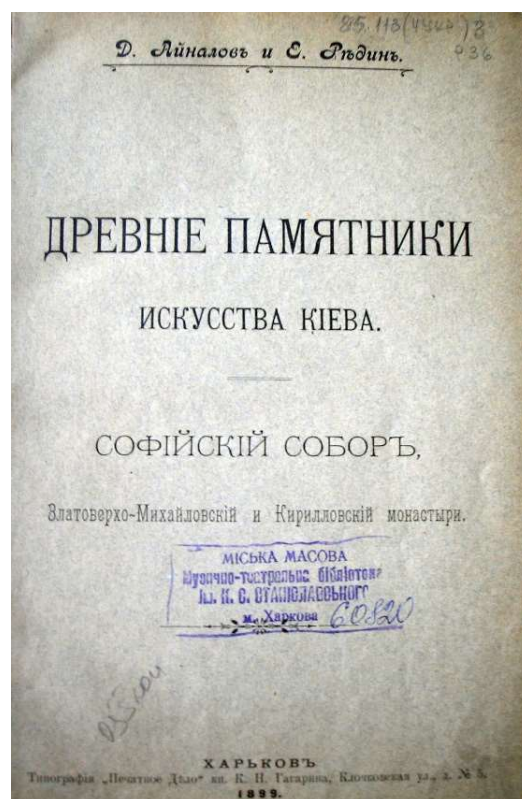 85.113(4Укр)
Р36
Д. Айналовъ и Е. Рѣдинъ.
ДРЕВНІЕ ПАМЯТНИКИ
ИСКУССТВА КІЕВА.
СОФІЙСКІЙ СОБОРЪ,
Златоверхо-Михайловскій и Кирилловскій монастыри.
МІСЬКА МАСОВА
Музично-театральна бібліотека
Ім. К. С. СТАНІСЛАВСЬКОГО
м. Харкова
60820
ХАРЬКОВЪ
Типографія „Печатное Дѣло“ кн. К. Н. Гагарина, Клочковская ул., д. № 5.
1899.